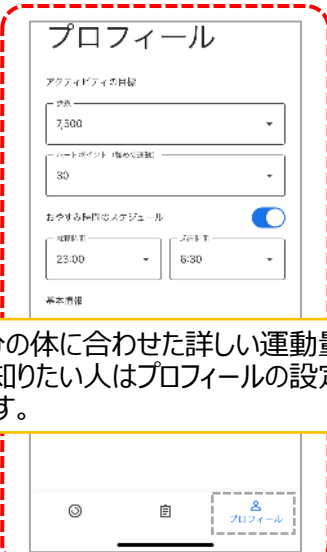 プロフィール
アクティビティの目標
歩数
7,500
ハートポイント（強めの運動）
30
おやすみ時間のスケジュール
就寝時刻
起床時刻
23:00
6:30
基本情報
分の体に合わせた詳しい運動量
知りたい人はプロフィールの設定
す。
プロフィール